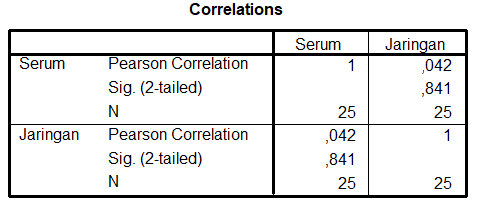 Correlations
Serum Jaringan
Serum Pearson Correlation 1 ,042
Sig. (2-tailed) ,841
N 25 25
Jaringan Pearson Correlation ,042 1
Sig. (2-tailed) ,841
N 25 25